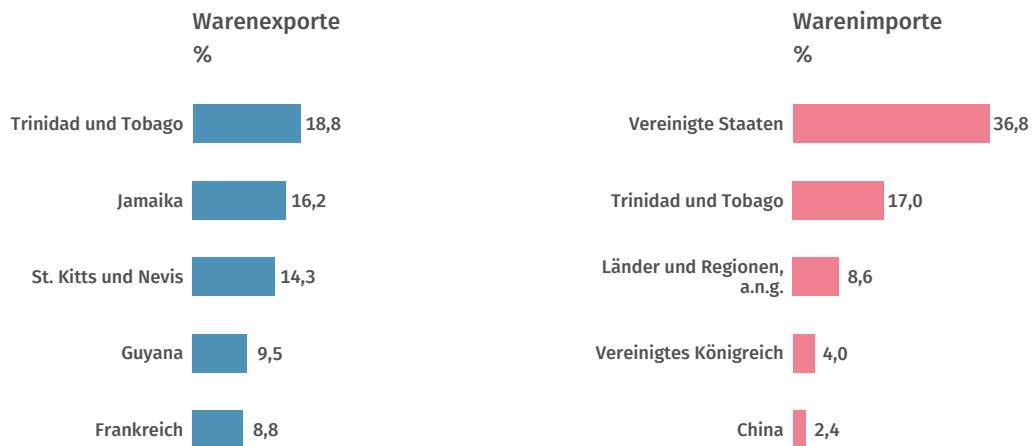 Warenexporte
%
Trinidad und Tobago 18,8
Jamaika 16,2
St. Kitts und Nevis 14,3
Guyana 9,5
Frankreich 8,8
Warenimporte
%
Vereinigte Staaten 36,8
Trinidad und Tobago 17,0
Länder und Regionen,
a.n.g. 8,6
Vereinigtes Königreich 4,0
China 2,4